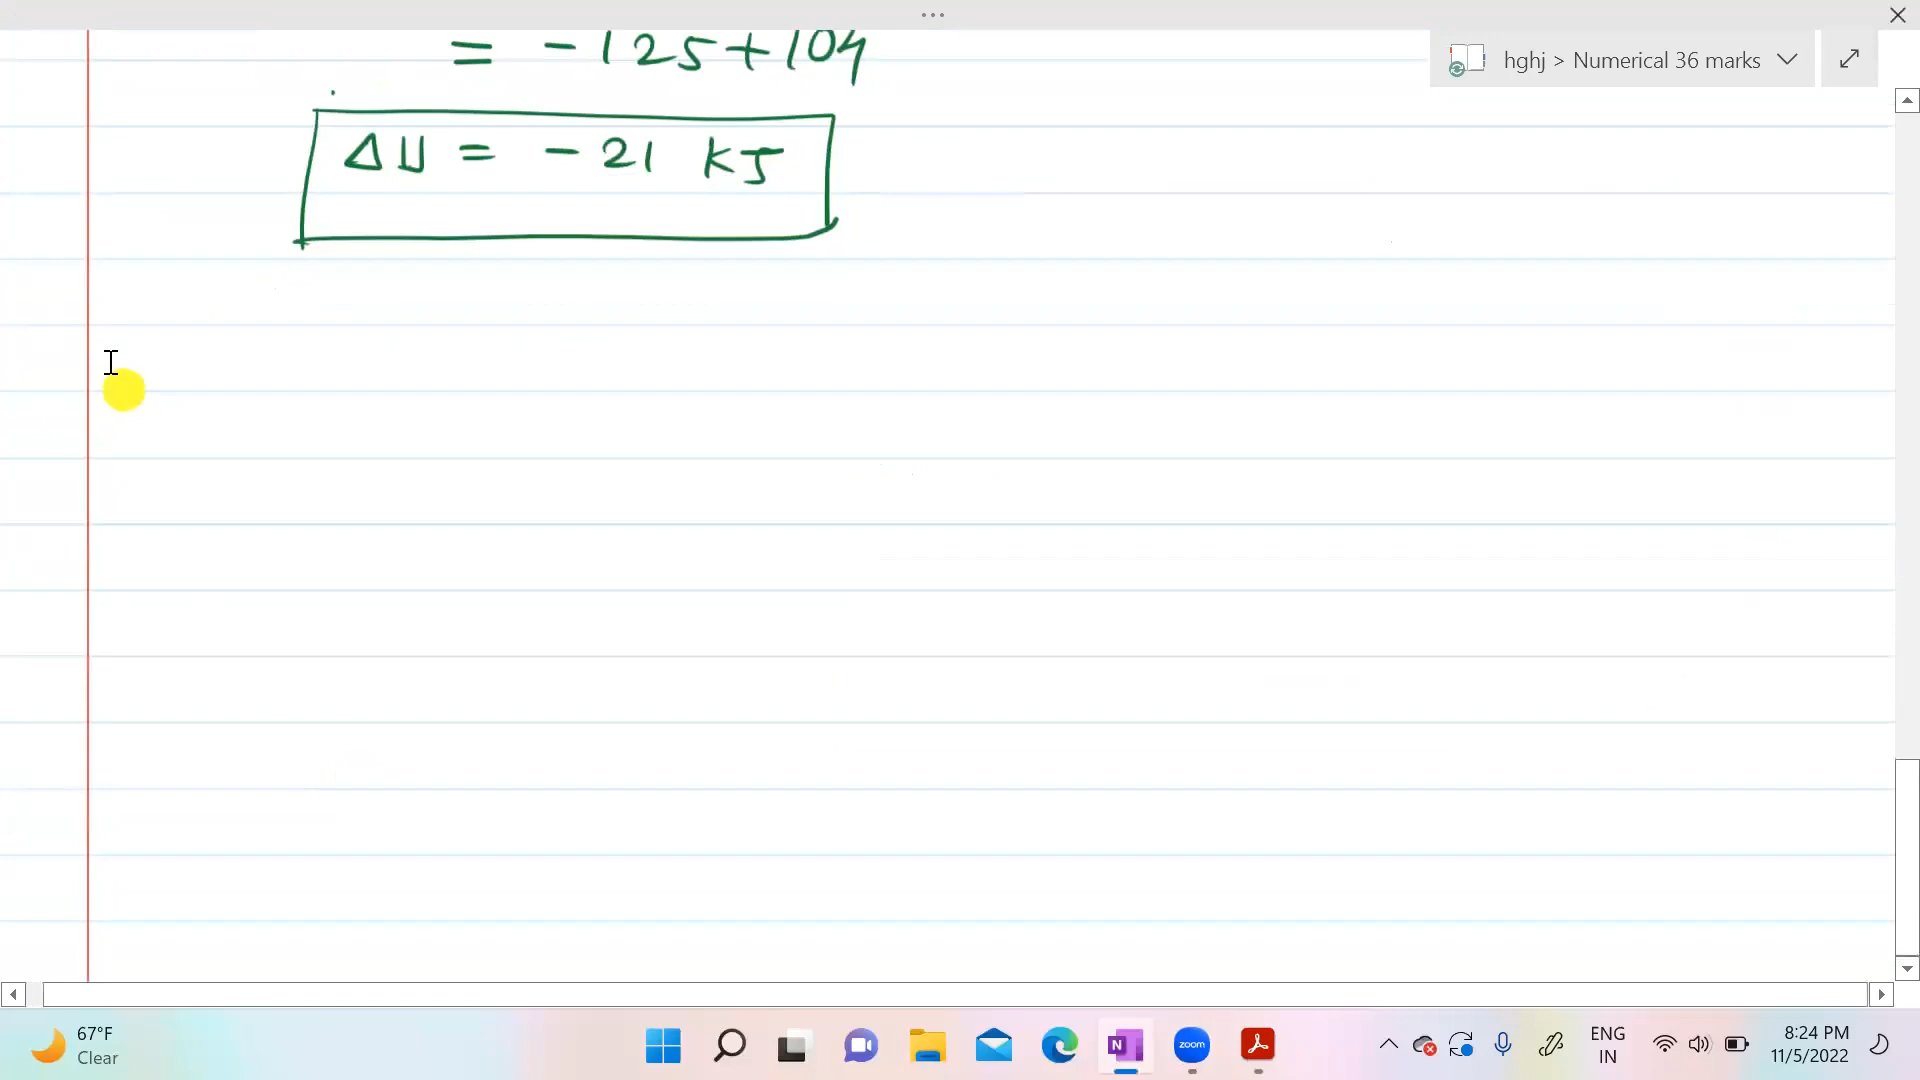 = - 125 + 104
hghj > Numerical 36 marks
ΔU = - 21 KJ
67°F
Clear
N
zoom
ENG
IN
8:24 PM
11/5/2022